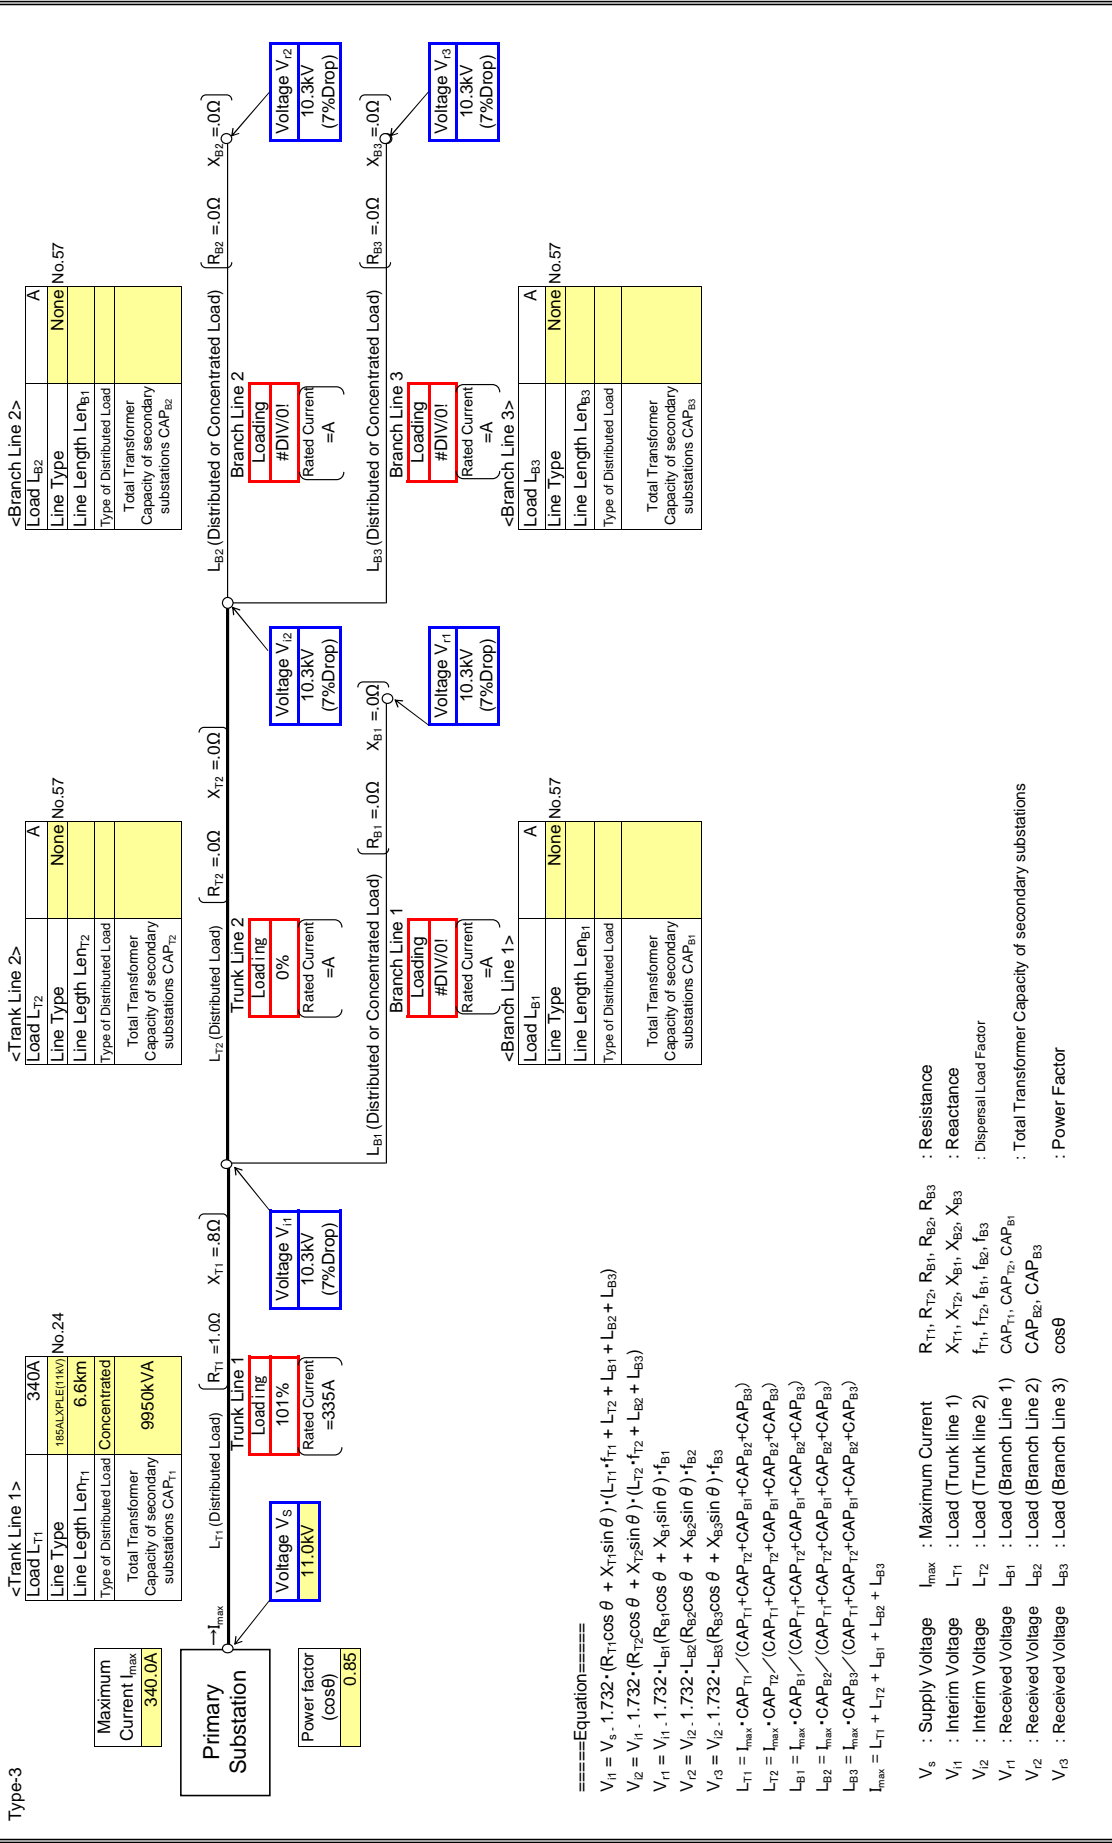 Type-3
Maximum
Current Imax
340.0A
Primary
Substation
Power factor
(cosθ)
0.85
→Imax
Voltage VS
11.0kV
<Trank Line 1>
Load LT1 340A
Line Type 185ALXPLE(11kV) No.24
Line Legth LenT1 6.6km
Type of Distributed Load Concentrated
Total Transformer
Capacity of secondary
substations CAPT1
9950kVA
LT1 (Distributed Load)
RT1 =1.0Ω XT1 =.8Ω
Trunk Line 1
Loading
101%
Rated Current
=335A
Voltage Vi1
10.3kV
(7%Drop)
<Trank Line 2>
Load LT2 A
Line Type None No.57
Line Length LenT2
Type of Distributed Load
Total Transformer
Capacity of secondary
substations CAPT2
LT2 (Distributed Load)
RT2 =.0Ω XT2 =.0Ω
Trunk Line 2
Loading
0%
Rated Current
=A
Voltage Vi2
10.3kV
(7%Drop)
LB1 (Distributed or Concentrated Load)
RB1 =.0Ω XB1 =.0Ω
Branch Line 1
Loading
#DIV/0!
Rated Current
=A
Voltage Vr1
10.3kV
(7%Drop)
<Branch Line 1>
Load LB1 A
Line Type None No.57
Line Length LenB1
Type of Distributed Load
Total Transformer
Capacity of secondary
substations CAPB1
<Branch Line 2>
Load LB2 A
Line Type None No.57
Line Length LenB1
Type of Distributed Load
Total Transformer
Capacity of secondary
substations CAPB2
LB2 (Distributed or Concentrated Load)
RB2 =.0Ω XB2 =.0Ω
Branch Line 2
Loading
#DIV/0!
Rated Current
=A
Voltage Vr2
10.3kV
(7%Drop)
LB3 (Distributed or Concentrated Load)
RB3 =.0Ω XB3 =.0Ω
Branch Line 3
Loading
#DIV/0!
Rated Current
=A
Voltage Vr3
10.3kV
(7%Drop)
<Branch Line 3>
Load LB3 A
Line Type None No.57
Line Length LenB3
Type of Distributed Load
Total Transformer
Capacity of secondary
substations CAPB3
=====Equation=====
Vi1 = Vs - 1.732・(RT1cos θ + XT1sin θ)・(LT1・fT1 + LT2 + LB1 + LB2 + LB3)
Vi2 = Vi1 - 1.732・(RT2cos θ + XT2sin θ)・(LT2・fT2 + LB2 + LB3)
Vr1 = Vi1 - 1.732・LB1(RB1cos θ + XB1sin θ)・fB1
Vr2 = Vi2 - 1.732・LB2(RB2cos θ + XB2sin θ)・fB2
Vr3 = Vi2 - 1.732・LB3(RB3cos θ + XB3sin θ)・fB3
LT1 = Imax・CAPT1／(CAPT1+CAPT2+CAPB1+CAPB2+CAPB3)
LT2 = Imax・CAPT2／(CAPT1+CAPT2+CAPB1+CAPB2+CAPB3)
LB1 = Imax・CAPB1／(CAPT1+CAPT2+CAPB1+CAPB2+CAPB3)
LB2 = Imax・CAPB2／(CAPT1+CAPT2+CAPB1+CAPB2+CAPB3)
LB3 = Imax・CAPB3／(CAPT1+CAPT2+CAPB1+CAPB2+CAPB3)
Imax = LT1 + LT2 + LB1 + LB2 + LB3
Vs : Supply Voltage Imax : Maximum Current RT1, RT2, RB1, RB2, RB3 : Resistance
Vi1 : Interim Voltage LT1 : Load (Trunk line 1) XT1, XT2, XB1, XB2, XB3 : Reactance
Vi2 : Interim Voltage LT2 : Load (Trunk line 2) fT1, fT2, fB1, fB2, fB3 : Dispersal Load Factor
Vr1 : Received Voltage LB1 : Load (Branch Line 1) CAPT1, CAPT2, CAPB1 : Total Transformer Capacity of secondary substations
Vr2 : Received Voltage LB2 : Load (Branch Line 2) CAPB2, CAPB3
Vr3 : Received Voltage LB3 : Load (Branch Line 3) cosθ : Power Factor